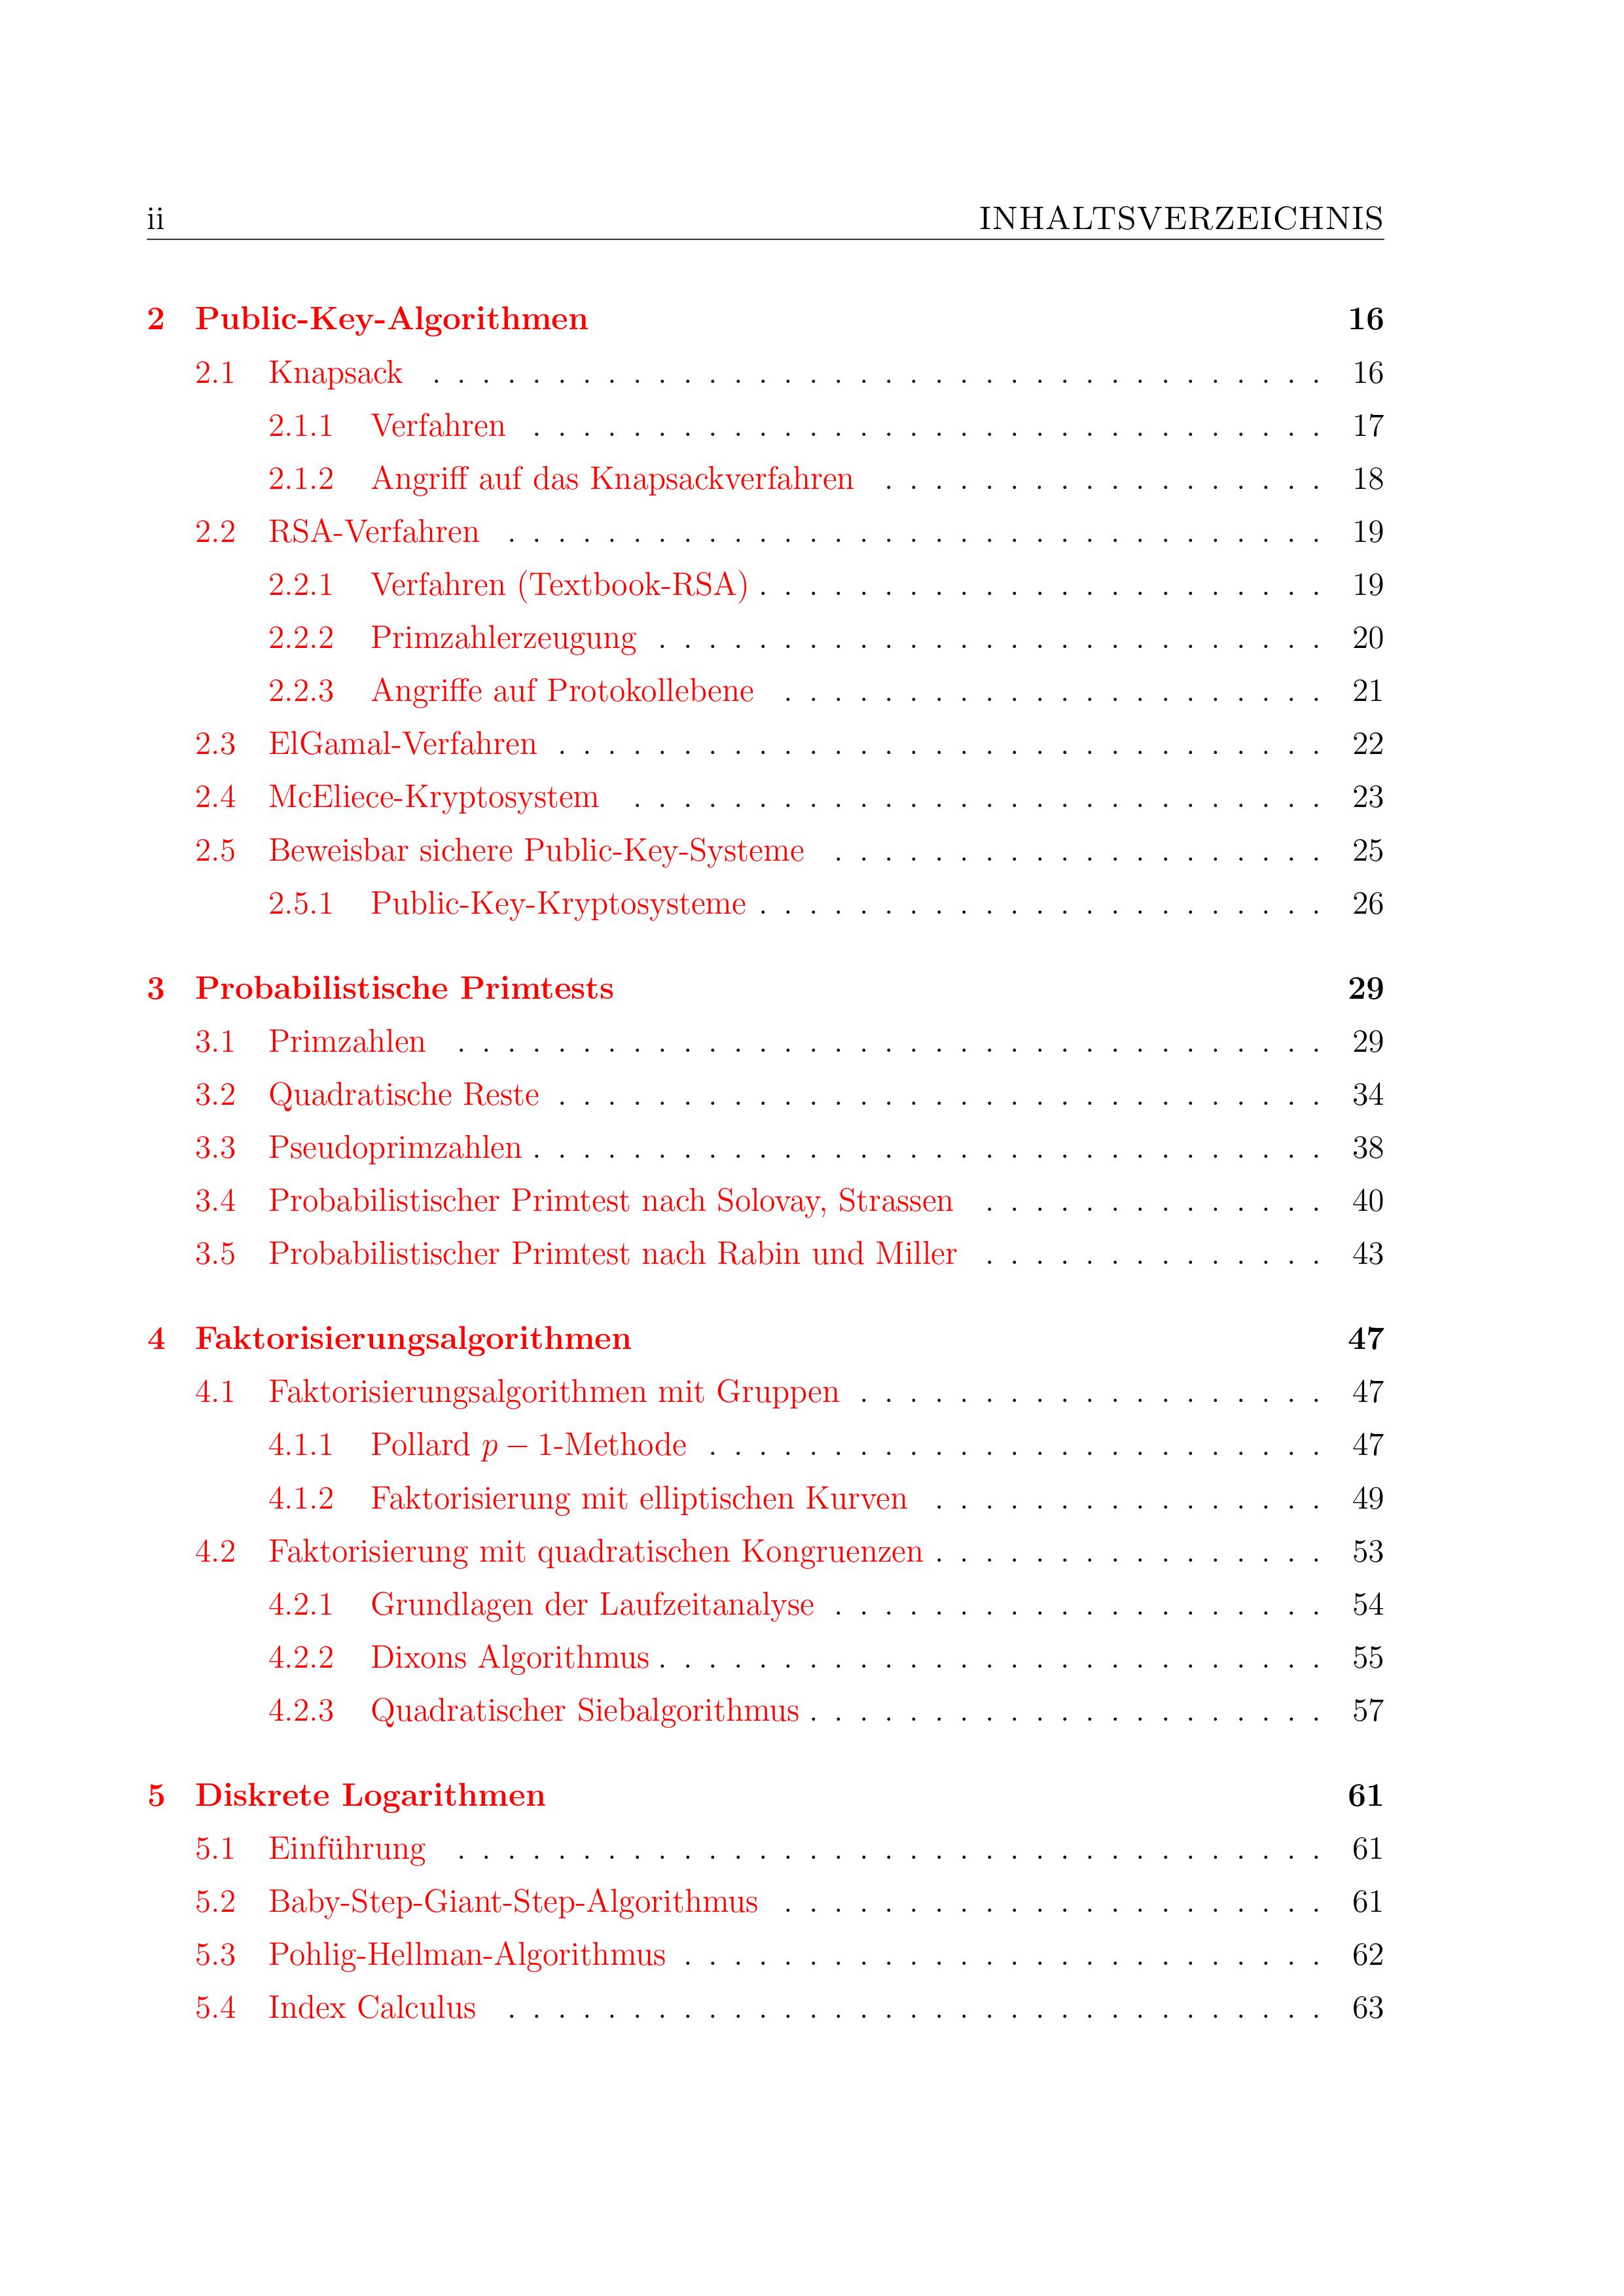 ii INHALTSVERZEICHNIS
2 Public-Key-Algorithmen 16
2.1 Knapsack . . . . . . . . . . . . . . . . . . . . . . . . . . . . . . . . . . . . 16
2.1.1 Verfahren . . . . . . . . . . . . . . . . . . . . . . . . . . . . . . . . 17
2.1.2 Angriff auf das Knapsackverfahren . . . . . . . . . . . . . . . . . . 18
2.2 RSA-Verfahren . . . . . . . . . . . . . . . . . . . . . . . . . . . . . . . . . 19
2.2.1 Verfahren (Textbook-RSA) . . . . . . . . . . . . . . . . . . . . . . . 19
2.2.2 Primzahlerzeugung . . . . . . . . . . . . . . . . . . . . . . . . . . . 20
2.2.3 Angriffe auf Protokollebene . . . . . . . . . . . . . . . . . . . . . . 21
2.3 ElGamal-Verfahren . . . . . . . . . . . . . . . . . . . . . . . . . . . . . . . 22
2.4 McEliece-Kryptosystem . . . . . . . . . . . . . . . . . . . . . . . . . . . . 23
2.5 Beweisbar sichere Public-Key-Systeme . . . . . . . . . . . . . . . . . . . . 25
2.5.1 Public-Key-Kryptosysteme . . . . . . . . . . . . . . . . . . . . . . . 26
3 Probabilistische Primtests 29
3.1 Primzahlen . . . . . . . . . . . . . . . . . . . . . . . . . . . . . . . . . . . 29
3.2 Quadratische Reste . . . . . . . . . . . . . . . . . . . . . . . . . . . . . . . 34
3.3 Pseudoprimzahlen . . . . . . . . . . . . . . . . . . . . . . . . . . . . . . . . 38
3.4 Probabilistischer Primtest nach Solovay, Strassen . . . . . . . . . . . . . . 40
3.5 Probabilistischer Primtest nach Rabin und Miller . . . . . . . . . . . . . . 43
4 Faktorisierungsalgorithmen 47
4.1 Faktorisierungsalgorithmen mit Gruppen . . . . . . . . . . . . . . . . . . . 47
4.1.1 Pollard p − 1-Methode . . . . . . . . . . . . . . . . . . . . . . . . . 47
4.1.2 Faktorisierung mit elliptischen Kurven . . . . . . . . . . . . . . . . 49
4.2 Faktorisierung mit quadratischen Kongruenzen . . . . . . . . . . . . . . . . 53
4.2.1 Grundlagen der Laufzeitanalyse . . . . . . . . . . . . . . . . . . . . 54
4.2.2 Dixons Algorithmus . . . . . . . . . . . . . . . . . . . . . . . . . . . 55
4.2.3 Quadratischer Siebalgorithmus . . . . . . . . . . . . . . . . . . . . . 57
5 Diskrete Logarithmen 61
5.1 Einführung . . . . . . . . . . . . . . . . . . . . . . . . . . . . . . . . . . . 61
5.2 Baby-Step-Giant-Step-Algorithmus . . . . . . . . . . . . . . . . . . . . . . 61
5.3 Pohlig-Hellman-Algorithmus . . . . . . . . . . . . . . . . . . . . . . . . . . 62
5.4 Index Calculus . . . . . . . . . . . . . . . . . . . . . . . . . . . . . . . . . 63